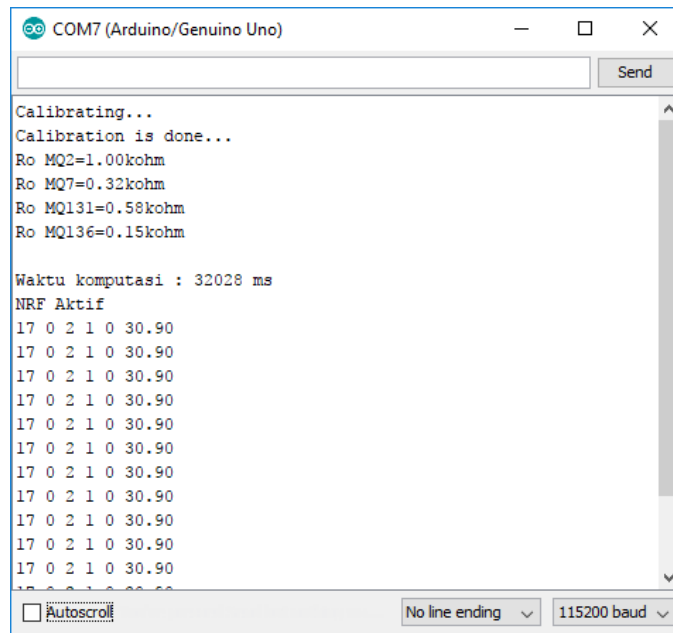 COM7 (Arduino/Genuino Uno)
Send
Calibrating...
Calibration is done...
Ro MQ2=1.00kohm
Ro MQ7=0.32kohm
Ro MQ131=0.58kohm
Ro MQ136=0.15kohm
Waktu komputasi : 32028 ms
NRF Aktif
17 0 2 1 0 30.90
17 0 2 1 0 30.90
17 0 2 1 0 30.90
17 0 2 1 0 30.90
17 0 2 1 0 30.90
17 0 2 1 0 30.90
17 0 2 1 0 30.90
17 0 2 1 0 30.90
17 0 2 1 0 30.90
17 0 2 1 0 30.90
17 0 2 1 0 30.90
Autoscroll
No line ending
115200 baud